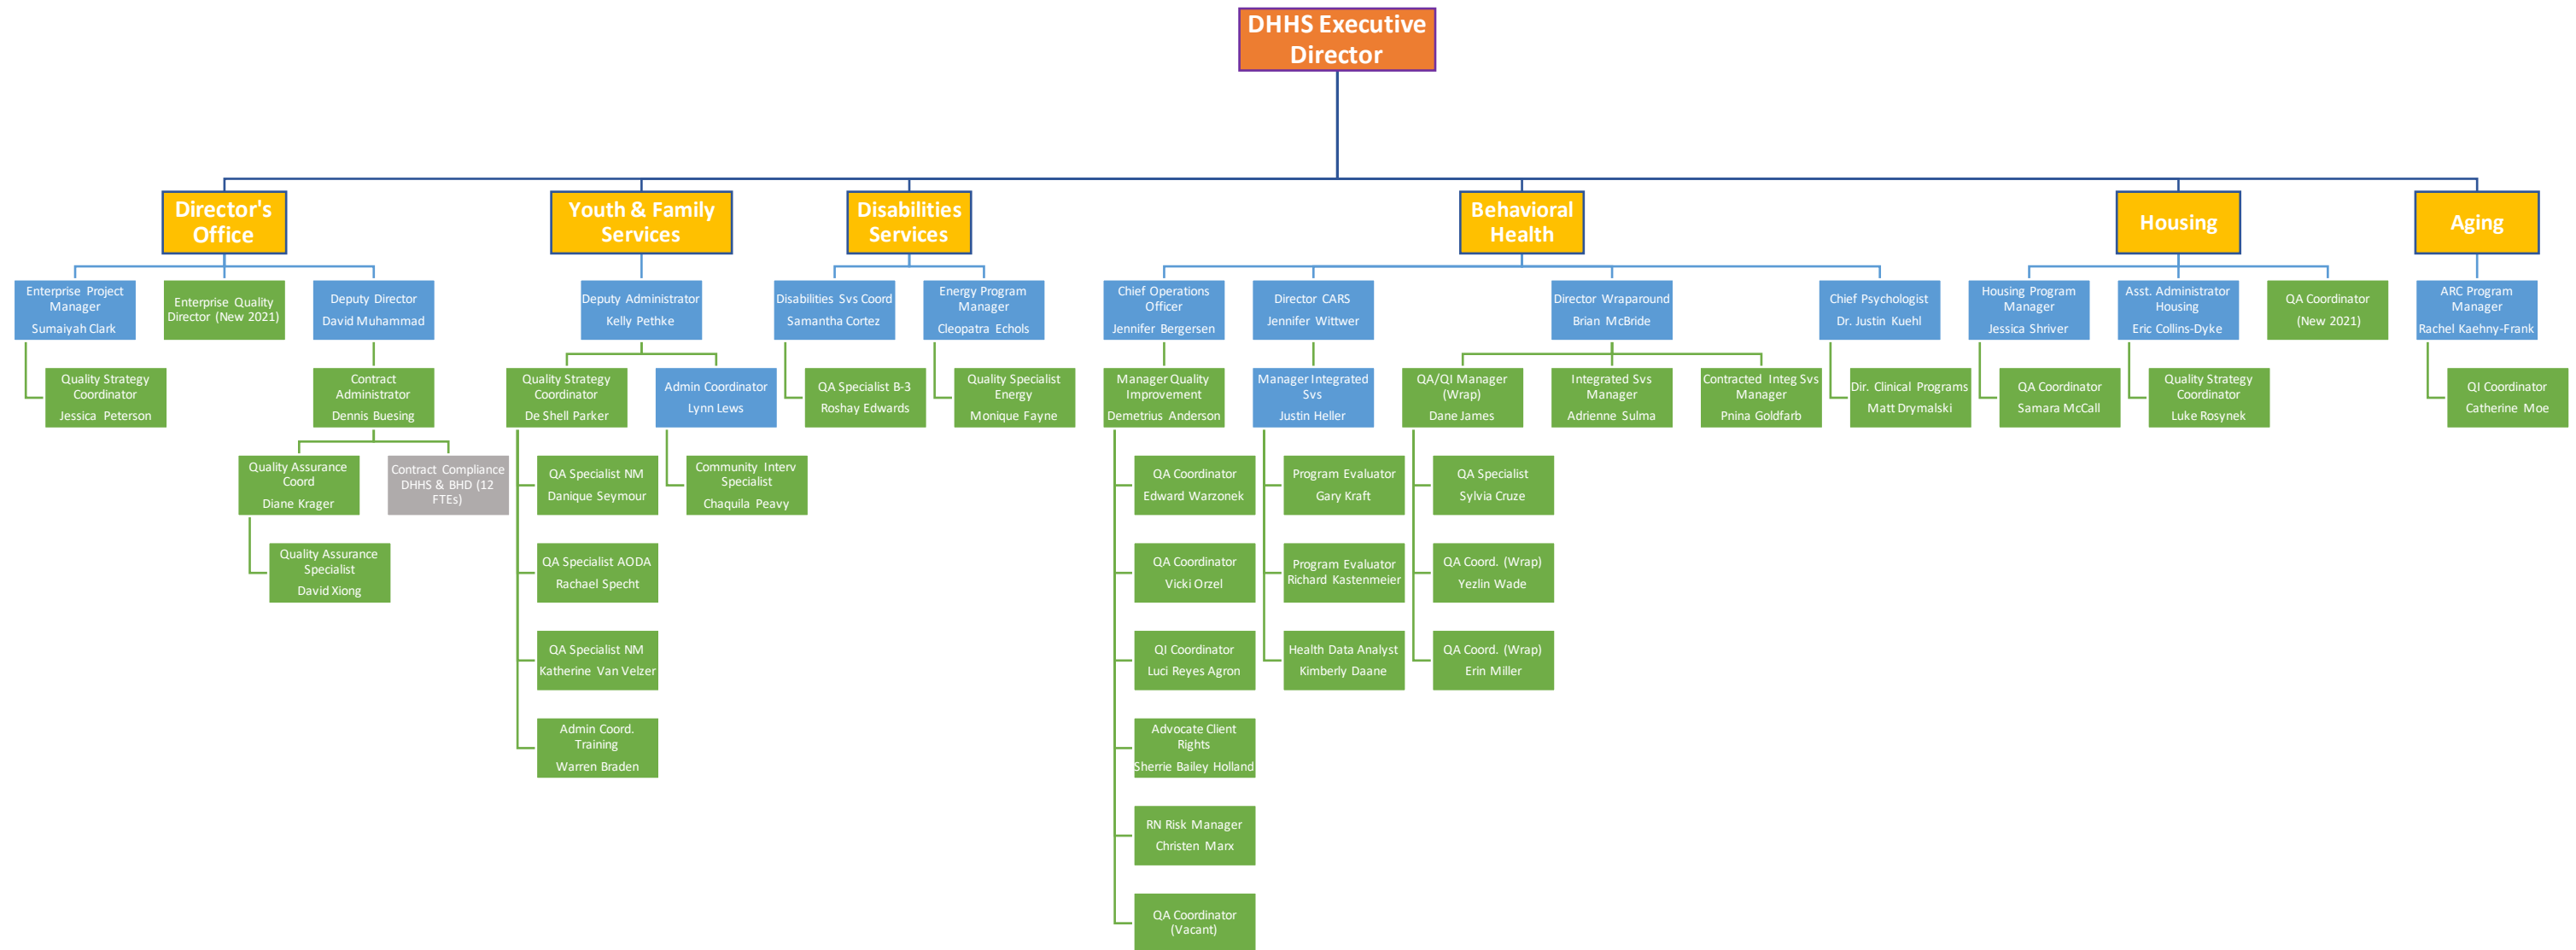 DHHS Executive
Director
Director's
Office
Youth & Family
Services
Disabilities
Services
Behavioral
Health
Housing
Aging
Enterprise Project
Manager
Sumaiyah Clark
Enterprise Quality
Director (New 2021)
Deputy Director
David Muhammad
Deputy Administrator
Kelly Pethke
Disabilities Svs Coord
Samantha Cortez
Energy Program
Manager
Cleopatra Echols
Chief Operations
Officer
Jennifer Bergersen
Director CARS
Jennifer Wittwer
Director Wraparound
Brian McBride
Chief Psychologist
Dr. Justin Kuehl
Housing Program
Manager
Jessica Shriver
Asst. Administrator
Housing
Eric Collins-Dyke
QA Coordinator
(New 2021)
ARC Program
Manager
Rachel Kaehny-Frank
Quality Strategy
Coordinator
Jessica Peterson
Contract
Administrator
Dennis Buesing
Quality Strategy
Coordinator
De Shell Parker
Admin Coordinator
Lynn Lews
QA Specialist B-3
Roshay Edwards
Quality Specialist
Energy
Monique Fayne
Manager Quality
Improvement
Demetrius Anderson
Manager Integrated
Svs
Justin Heller
QA/QI Manager
(Wrap)
Dane James
Integrated Svs
Manager
Adrienne Sulma
Contracted Integ Svs
Manager
Pnina Goldfarb
Dir. Clinical Programs
Matt Drymalski
QA Coordinator
Samara McCall
Quality Strategy
Coordinator
Luke Rosynek
QI Coordinator
Catherine Moe
Quality Assurance
Coord
Diane Krager
Contract Compliance
DHHS & BHD (12
FTEs)
QA Specialist NM
Danique Seymour
Community Interv
Specialist
Chaquila Peavy
QA Coordinator
Edward Warzonek
Program Evaluator
Gary Kraft
QA Specialist
Sylvia Cruze
Quality Assurance
Specialist
David Xiong
QA Specialist AODA
Rachael Specht
QA Coordinator
Vicki Orzel
Program Evaluator
Richard Kastenmeier
QA Coord. (Wrap)
Yezlin Wade
QA Specialist NM
Katherine Van Velzer
QI Coordinator
Luci Reyes Agron
Health Data Analyst
Kimberly Daane
QA Coord. (Wrap)
Erin Miller
Admin Coord.
Training
Warren Braden
Advocate Client
Rights
Sherrie Bailey Holland
RN Risk Manager
Christen Marx
QA Coordinator
(Vacant)